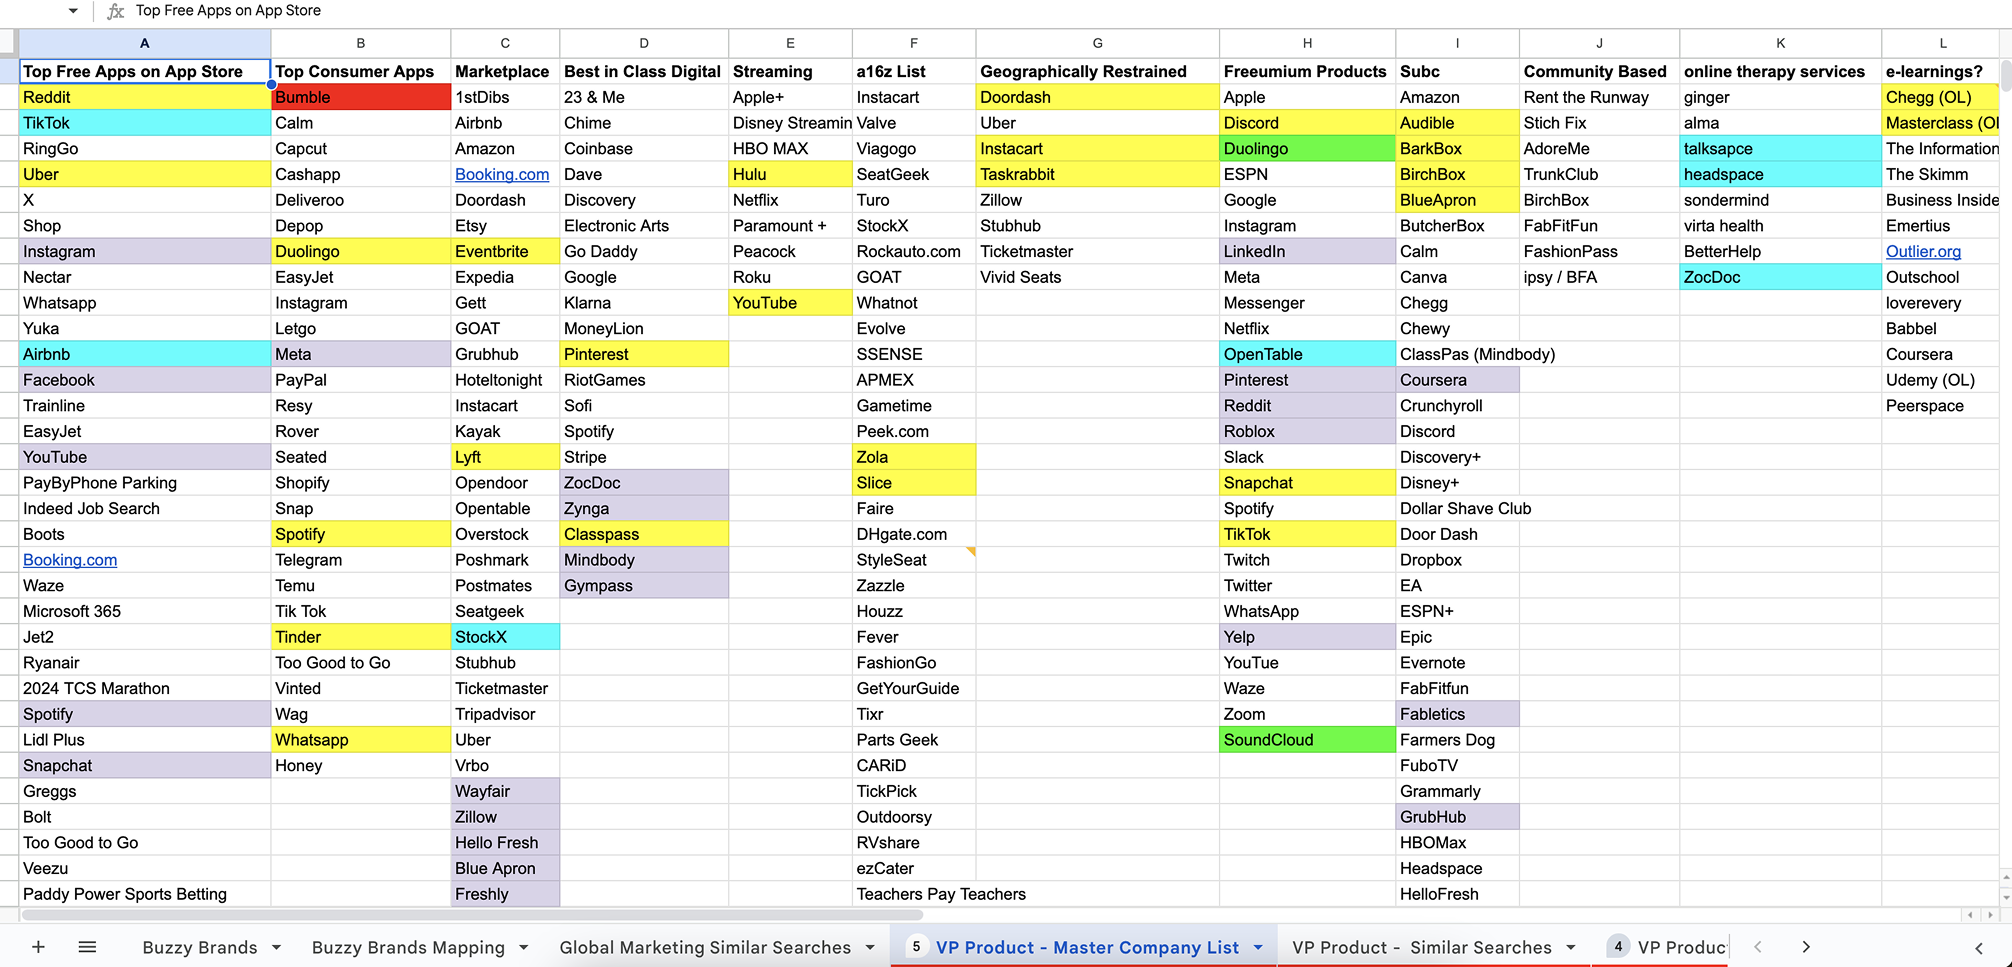 fx Top Free Apps on App Store
A B C D E F G H I J K L
Top Free Apps on App Store Top Consumer Apps Marketplace Best in Class Digital Streaming a16z List Geographically Restrained Freeumium Products Subc Community Based online therapy services e-learnings?
Reddit Bumble 1stDibs 23 & Me Apple+ Instacart Doordash Apple Amazon Rent the Runway ginger Chegg (OL)
TikTok Calm Airbnb Chime Disney Streamin Valve Uber Discord Audible Stich Fix alma Masterclass (Ol
RingGo Capcut Amazon Coinbase HBO MAX Viagogo Instacart Duolingo BarkBox AdoreMe talksapce The Information
Uber Cashapp Booking.com Dave Hulu SeatGeek Taskrabbit ESPN BirchBox TrunkClub headspace The Skimm
X Deliveroo Doordash Discovery Netflix Turo Zillow Google BlueApron BirchBox sondermind Business Inside
Shop Depop Etsy Electronic Arts Paramount + StockX Stubhub Instagram ButcherBox FabFitFun virta health Emertius
Instagram Duolingo Eventbrite Go Daddy Peacock Rockauto.com Ticketmaster LinkedIn Calm FashionPass BetterHelp Outlier.org
Nectar EasyJet Expedia Google Roku GOAT Vivid Seats Meta Canva ipsy / BFA ZocDoc Outschool
Whatsapp Instagram Gett Klarna YouTube Whatnot Messenger Chegg loverevery
Yuka Letgo GOAT MoneyLion Evolve Netflix Chewy Babbel
Airbnb Meta Grubhub Pinterest SSENSE OpenTable ClassPas (Mindbody) Coursera
Facebook PayPal Hoteltonight RiotGames APMEX Pinterest Coursera Udemy (OL)
Trainline Resy Instacart Sofi Gametime Reddit Crunchyroll Peerspace
EasyJet Rover Kayak Spotify Peek.com Roblox Discord
YouTube Seated Lyft Stripe Zola Slack Discovery+
PayByPhone Parking Shopify Opendoor ZocDoc Slice Snapchat Disney+
Indeed Job Search Snap Opentable Zynga Faire Spotify Dollar Shave Club
Boots Spotify Overstock Classpass DHgate.com TikTok Door Dash
Booking.com Telegram Poshmark Mindbody StyleSeat Twitch Dropbox
Waze Temu Postmates Gympass Zazzle Twitter EA
Microsoft 365 Tik Tok Seatgeek Houzz WhatsApp ESPN+
Jet2 Tinder StockX Fever Yelp Epic
Ryanair Too Good to Go Stubhub FashionGo YouTue Evernote
2024 TCS Marathon Vinted Ticketmaster GetYourGuide Waze FabFitfun
Spotify Wag Tripadvisor Tixr Zoom Fabletics
Lidl Plus Whatsapp Uber Parts Geek SoundCloud Farmers Dog
Snapchat Honey Vrbo CARiD FuboTV
Greggs Wayfair TickPick Grammarly
Bolt Zillow Outdoorsy GrubHub
Too Good to Go Hello Fresh RVshare HBOMax
Veezu Blue Apron ezCater Headspace
Paddy Power Sports Betting Freshly Teachers Pay Teachers HelloFresh
+ Buzzy Brands Buzzy Brands Mapping Global Marketing Similar Searches 5 VP Product - Master Company List VP Product - Similar Searches 4 VP Produc